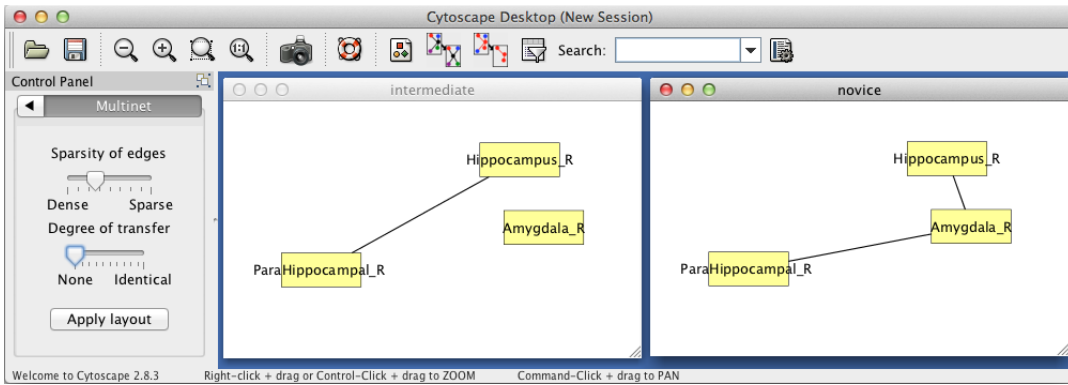 Cytoscape Desktop (New Session)
1:1
Search:
Control Panel
Multinet
Sparsity of edges
Dense Sparse
Degree of transfer
None Identical
Apply layout
intermediate
Hippocampus_R
Amygdala_R
ParaHippocampal_R
novice
Hippocampus_R
Amygdala_R
ParaHippocampal_R
Welcome to Cytoscape 2.8.3 Right-click + drag or Control-Click + drag to ZOOM Command-Click + drag to PAN